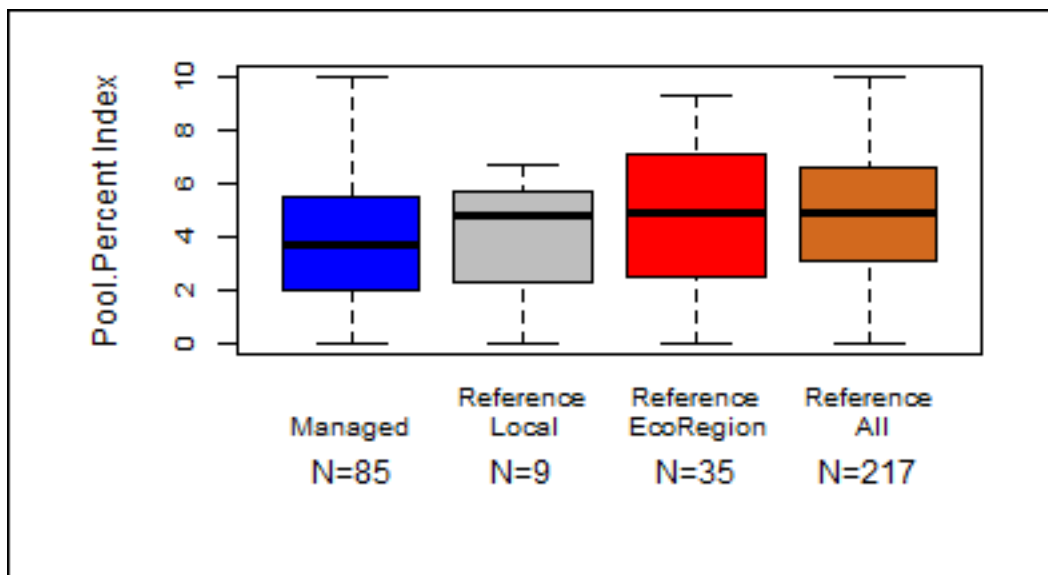 Pool.Percent Index
10
8
6
4
2
0
Managed
Reference
Local
Reference
EcoRegion
Reference
All
N=85
N=9
N=35
N=217